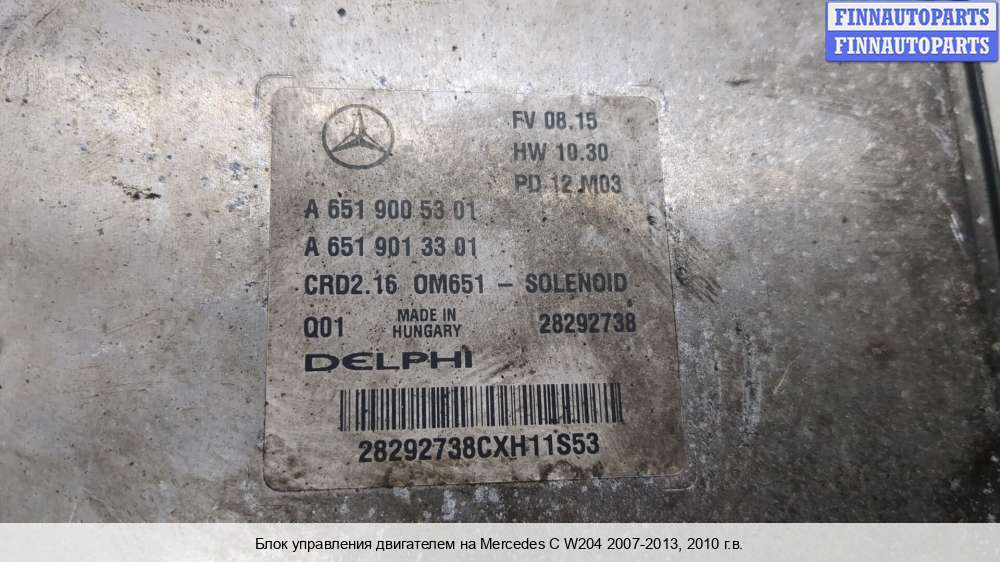 FINNAUTOPARTS
FINNAUTOPARTS
FV 08.15
HW 10.30
PD 12.M03
A 651 900 53 01
A 651 901 33 01
CRD2.16 OM651 - SOLENOID
Q01 MADE IN HUNGARY 28292738
DELPHI
28292738CXH11S53
Блок управления двигателем на Mercedes C W204 2007-2013, 2010 г.в.